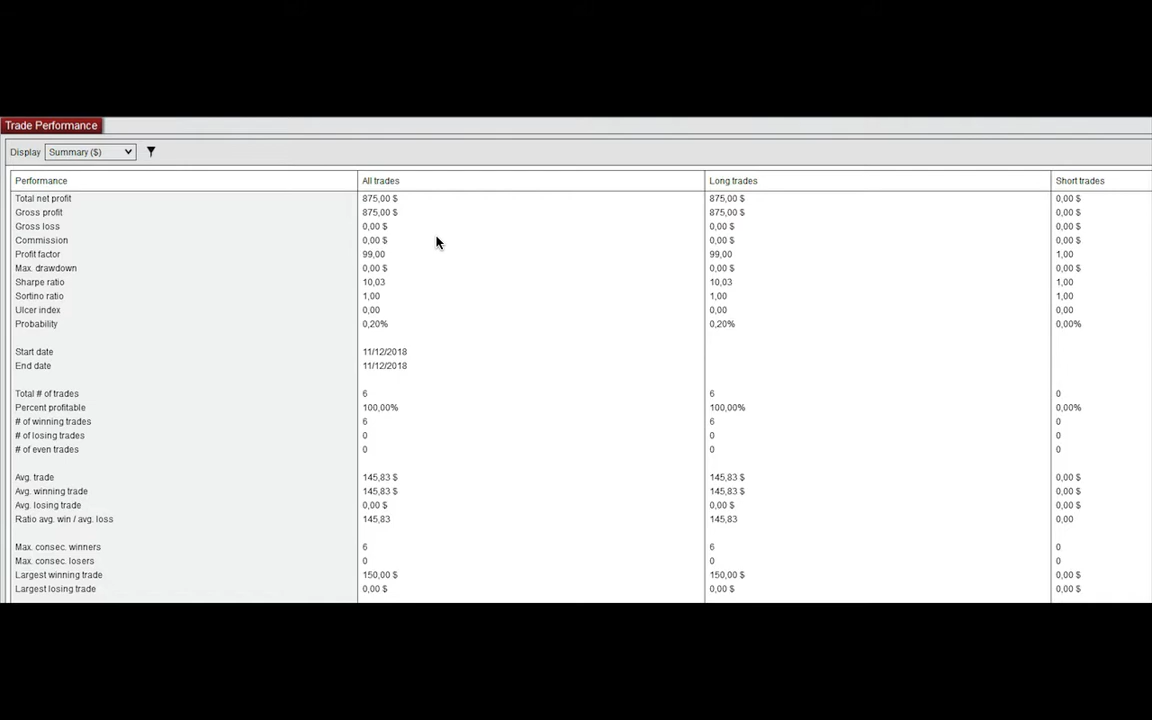 Trade Performance
Display Summary ($)
Performance All trades Long trades Short trades
Total net profit 875,00 $ 875,00 $ 0,00 $
Gross profit 875,00 $ 875,00 $ 0,00 $
Gross loss 0,00 $ 0,00 $ 0,00 $
Commission 0,00 $ 0,00 $ 0,00 $
Profit factor 99,00 99,00 1,00
Max. drawdown 0,00 $ 0,00 $ 0,00 $
Sharpe ratio 10,03 10,03 1,00
Sortino ratio 1,00 1,00 1,00
Ulcer index 0,00 0,00 0,00
Probability 0,20% 0,20% 0,00%
Start date 11/12/2018
End date 11/12/2018
Total # of trades 6 6 0
Percent profitable 100,00% 100,00% 0,00%
# of winning trades 6 6 0
# of losing trades 0 0 0
# of even trades 0 0 0
Avg. trade 145,83 $ 145,83 $ 0,00 $
Avg. winning trade 145,83 $ 145,83 $ 0,00 $
Avg. losing trade 0,00 $ 0,00 $ 0,00 $
Ratio avg. win / avg. loss 145,83 145,83 0,00
Max. consec. winners 6 6 0
Max. consec. losers 0 0 0
Largest winning trade 150,00 $ 150,00 $ 0,00 $
Largest losing trade 0,00 $ 0,00 $ 0,00 $